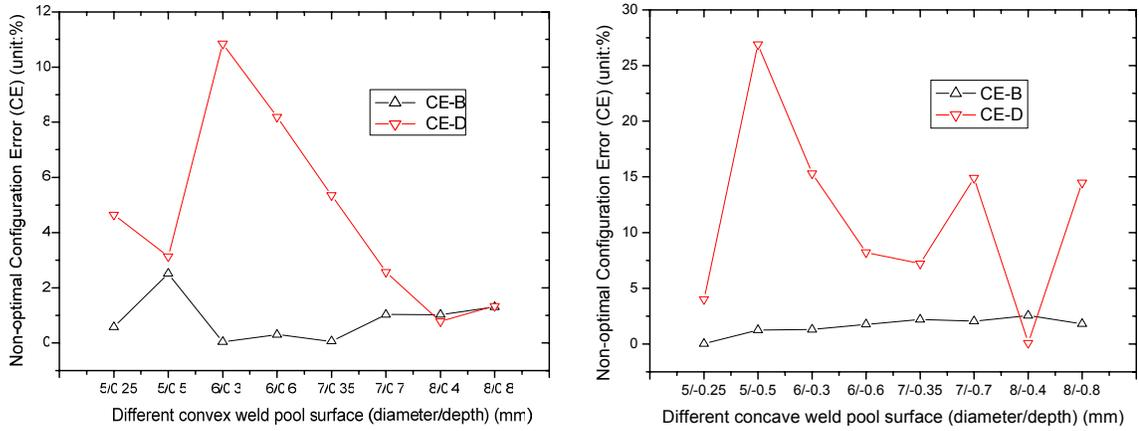 Non-optimal Configuration Error (CE) (unit:%)
12
10
8
6
4
2
0
CE-B
CE-D
5/0.25 5/0.5 6/0.3 6/0.6 7/0.35 7/0.7 8/0.4 8/0.8
Different convex weld pool surface (diameter/depth) (mm)
Non-optimal Configuration Error (CE) (unit:%)
30
25
20
15
10
5
0
CE-B
CE-D
5/-0.25 5/-0.5 6/-0.3 6/-0.6 7/-0.35 7/-0.7 8/-0.4 8/-0.8
Different concave weld pool surface (diameter/depth) (mm)